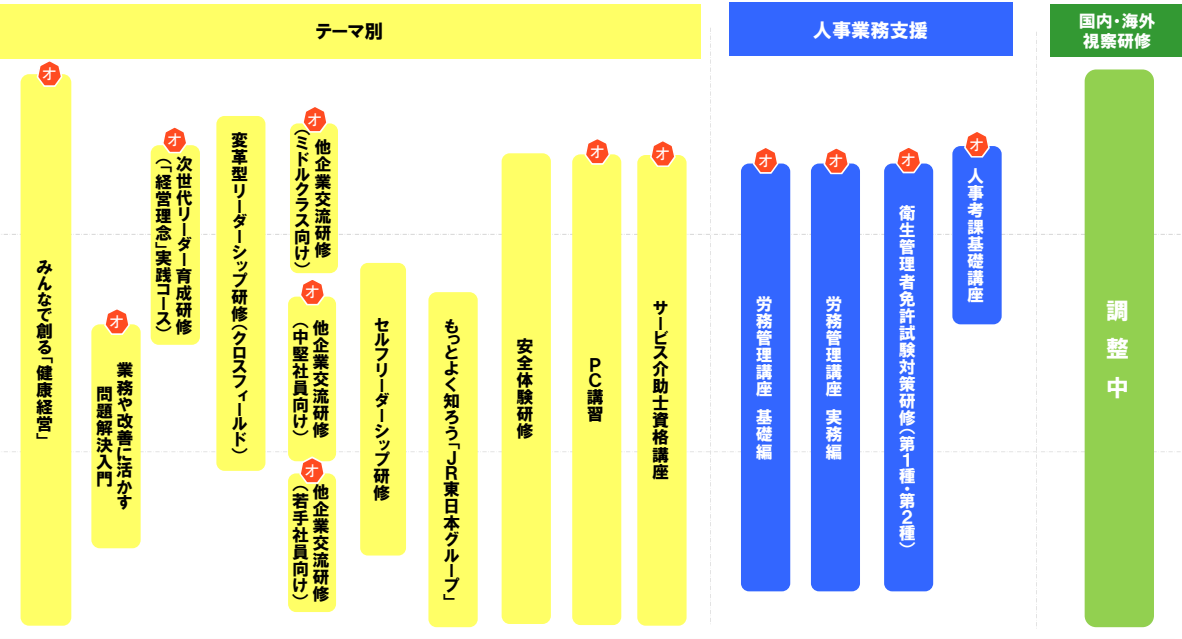 テーマ別
人事業務支援
国内・海外
視察研修
オ
みんなで創る「健康経営」
オ
業務や改善に活かす
問題解決入門
オ
次世代リーダー育成研修
（「経営理念」実践コース）
変革型リーダーシップ研修（クロスフィールド）
オ
他企業交流研修
（ミドルクラス向け）
オ
他企業交流研修
（中堅社員向け）
オ
他企業交流研修
（若手社員向け）
セルフリーダーシップ研修
もっとよく知ろう「JR東日本グループ」
安全体験研修
オ
PC講習
オ
サービス介助士資格講座
オ
労務管理講座 基礎編
オ
労務管理講座 実務編
オ
衛生管理者免許試験対策研修（第1種・第2種）
オ
人事考課基礎講座
調整中